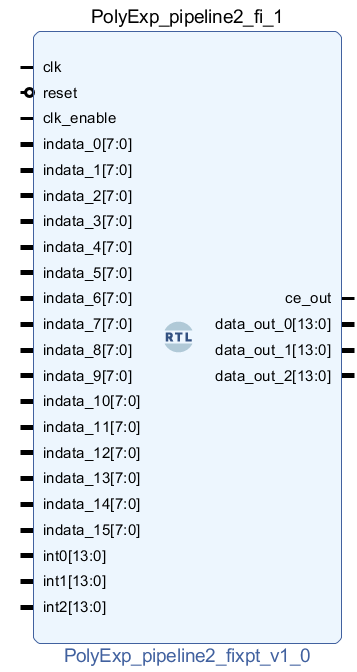 PolyExp_pipeline2_fi_1
clk
reset
clk_enable
indata_0[7:0]
indata_1[7:0]
indata_2[7:0]
indata_3[7:0]
indata_4[7:0]
indata_5[7:0]
indata_6[7:0]
ce_out
indata_7[7:0]
data_out_0[13:0]
RTL
indata_8[7:0]
data_out_1[13:0]
indata_9[7:0]
data_out_2[13:0]
indata_10[7:0]
indata_11[7:0]
indata_12[7:0]
indata_13[7:0]
indata_14[7:0]
indata_15[7:0]
int0[13:0]
int1[13:0]
int2[13:0]
PolyExp_pipeline2_fixpt_v1_0